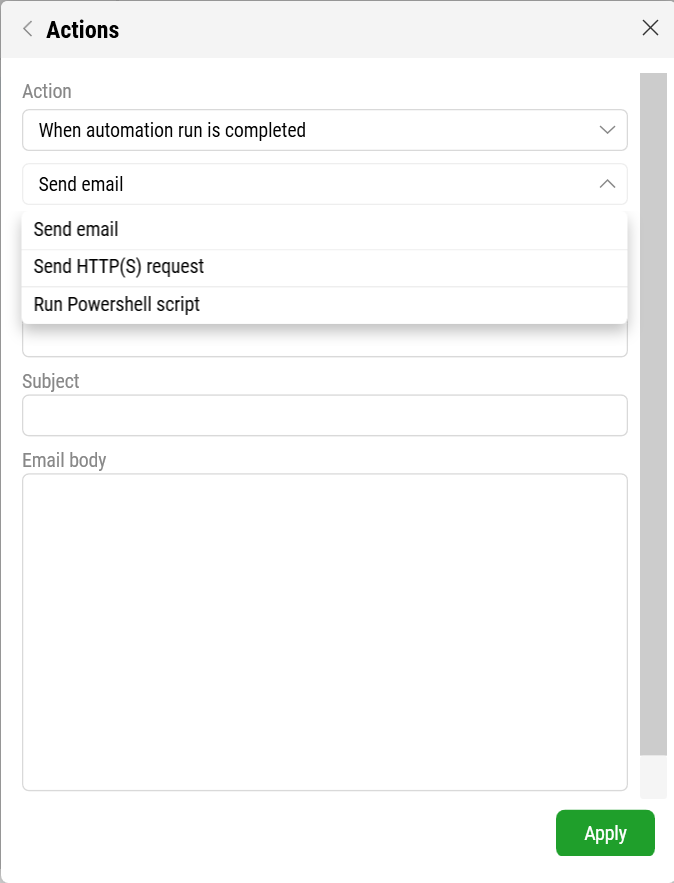 Actions
Action
When automation run is completed
Send email
Send email
Send HTTP(S) request
Run Powershell script
Subject
Email body
Apply